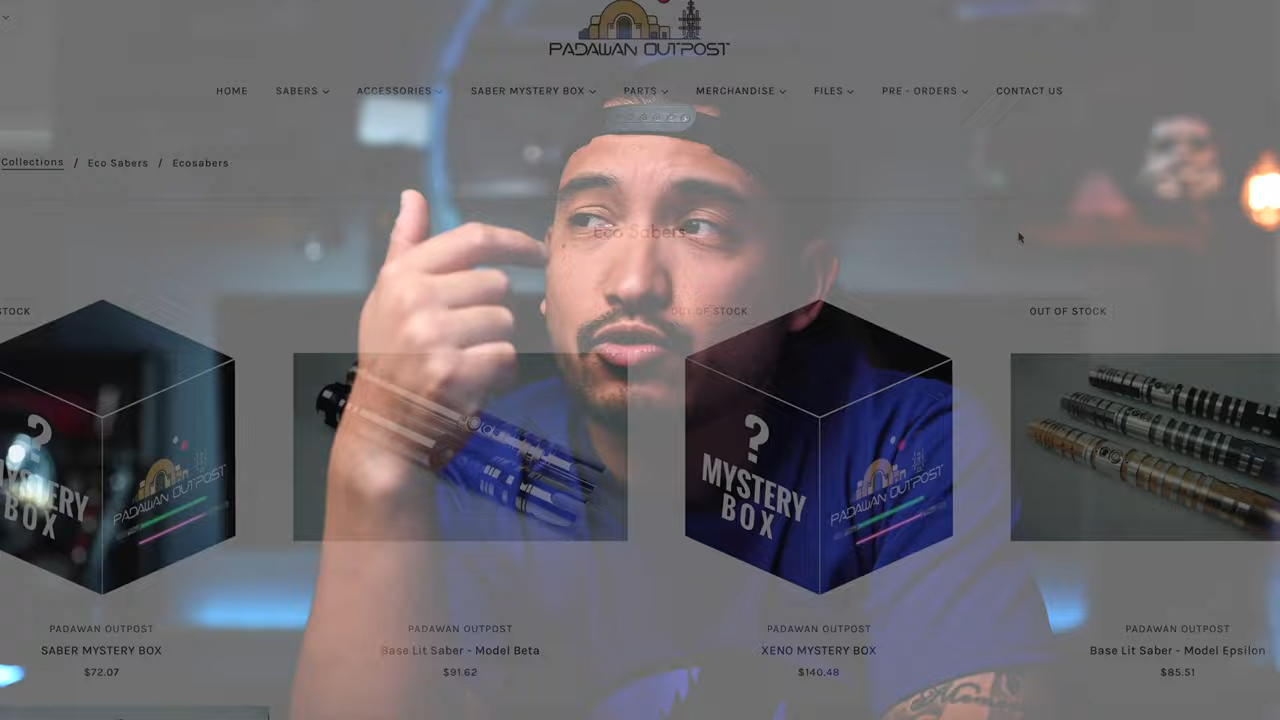 PADAWAN OUTPOST
HOME SABERS ACCESSORIES SABER MYSTERY BOX PARTS MERCHANDISE FILES PRE - ORDERS CONTACT US
Collections / Eco Sabers / Ecosabers
Eco Sabers
STOCK OUT OF STOCK OUT OF STOCK
? MYSTERY BOX
PADAWAN OUTPOST
? MYSTERY BOX
PADAWAN OUTPOST
PADAWAN OUTPOST PADAWAN OUTPOST PADAWAN OUTPOST PADAWAN OUTPOST
SABER MYSTERY BOX Base Lit Saber - Model Beta XENO MYSTERY BOX Base Lit Saber - Model Epsilon
$72.07 $91.62 $140.48 $85.51